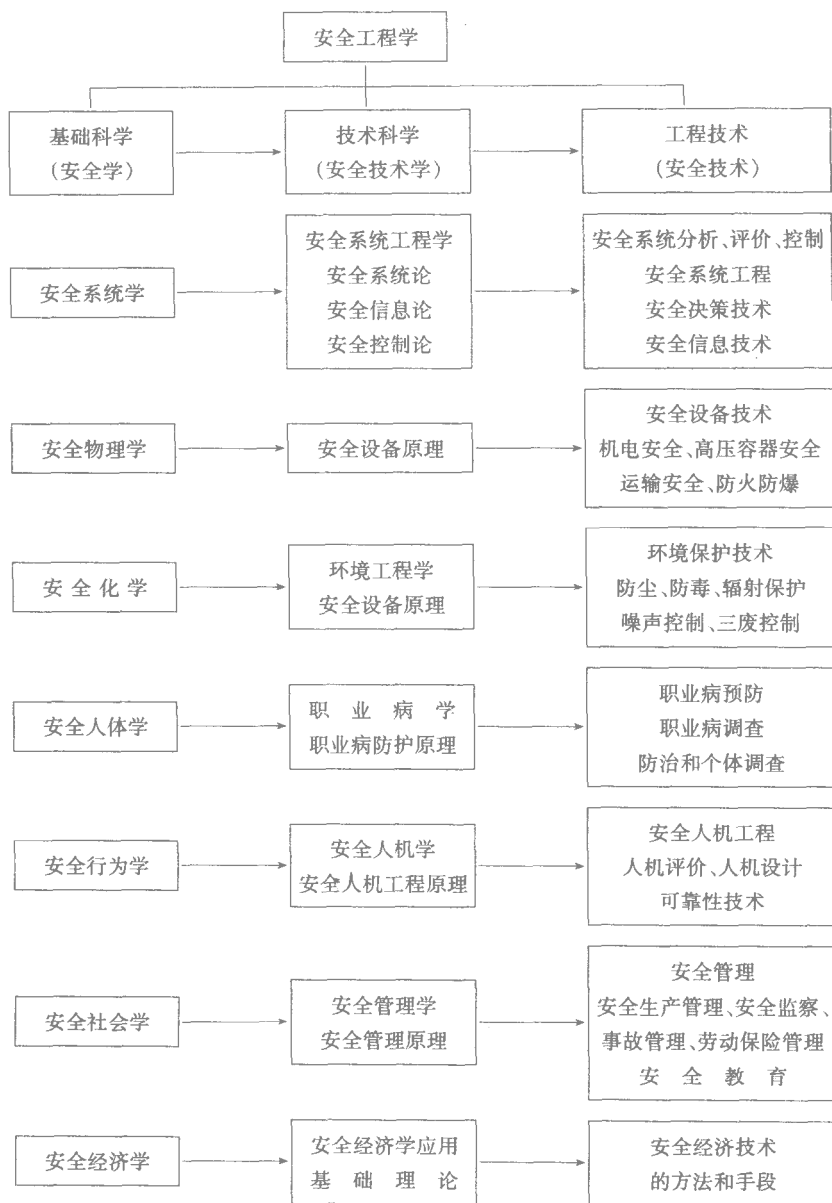 安全工程学
基础科学
（安全学）
技术科学
（安全技术学）
工程技术
（安全技术）
安全系统学
安全系统工程学
安全系统论
安全信息论
安全控制论
安全系统分析、评价、控制
安全系统工程
安全决策技术
安全信息技术
安全物理学
安全设备原理
安全设备技术
机电安全、高压容器安全
运输安全、防火防爆
安全化学
环境工程学
安全设备原理
环境保护技术
防尘、防毒、辐射保护
噪声控制、三废控制
安全人体学
职业病学
职业病防护原理
职业病预防
职业病调查
防治和个体调查
安全行为学
安全人机学
安全人机工程原理
安全人机工程
人机评价、人机设计
可靠性技术
安全社会学
安全管理学
安全管理原理
安全管理
安全生产管理、安全监察、
事故管理、劳动保险管理
安全教育
安全经济学
安全经济学应用
基础理论
安全经济技术
的方法和手段